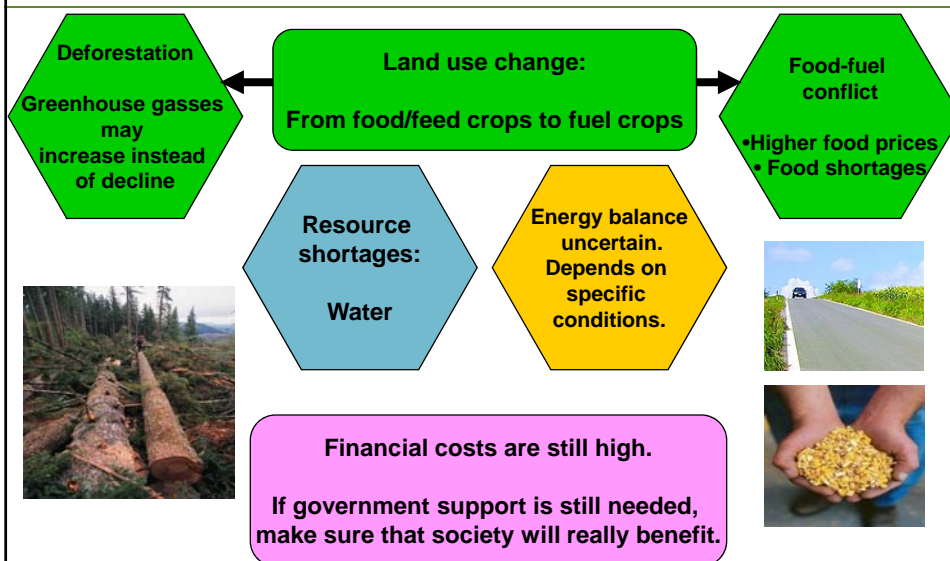 Deforestation
Greenhouse gasses
may
increase instead
of decline
Land use change:
From food/feed crops to fuel crops
Food-fuel
conflict
•Higher food prices
• Food shortages
Resource
shortages:
Water
Energy balance
uncertain.
Depends on
specific
conditions.
Financial costs are still high.
If government support is still needed,
make sure that society will really benefit.